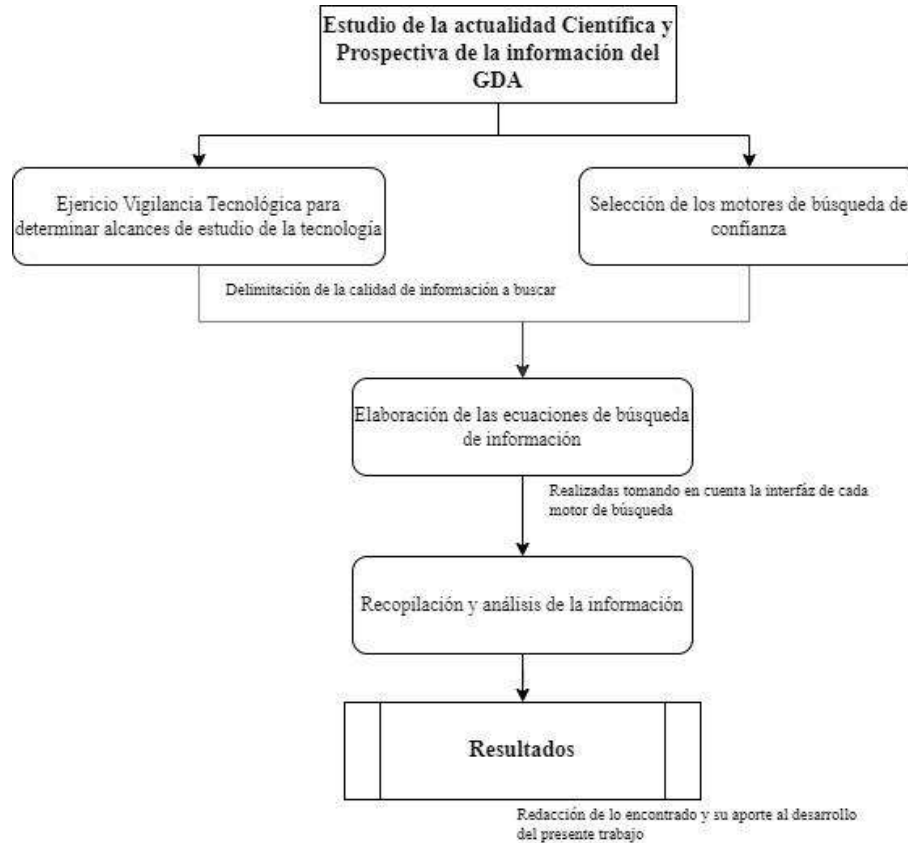 Estudio de la actualidad Científica y
Prospectiva de la información del
GDA
Ejericio Vigilancia Tecnológica para
determinar alcances de estudio de la tecnología
Selección de los motores de búsqueda de
confianza
Delimitación de la calidad de información a buscar
Elaboración de las ecuaciones de búsqueda
de información
Realizadas tomando en cuenta la interfáz de cada
motor de búsqueda
Recopilación y análisis de la información
Resultados
Redacción de lo encontrado y su aporte al desarrollo
del presente trabajo